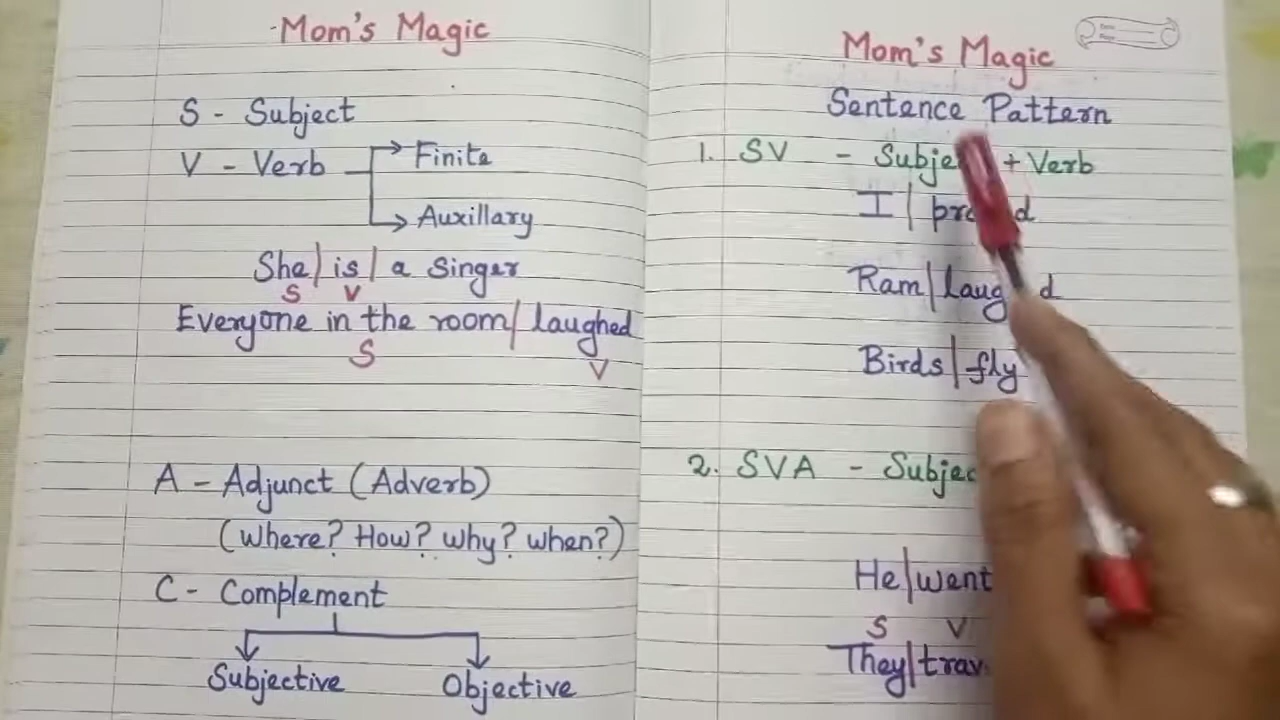 Mom's Magic
S - Subject
V - Verb
Finite
Auxillary
She | is | a singer
S V
Everyone in the room | laughed
S V
A - Adjunct (Adverb)
(Where? How? Why? when?)
C - Complement
Subjective Objective
Mom's Magic
Sentence Pattern
1. SV - Subje + Verb
I |
Ram |
Birds | fly
2. SVA -
He | went
S V
They |